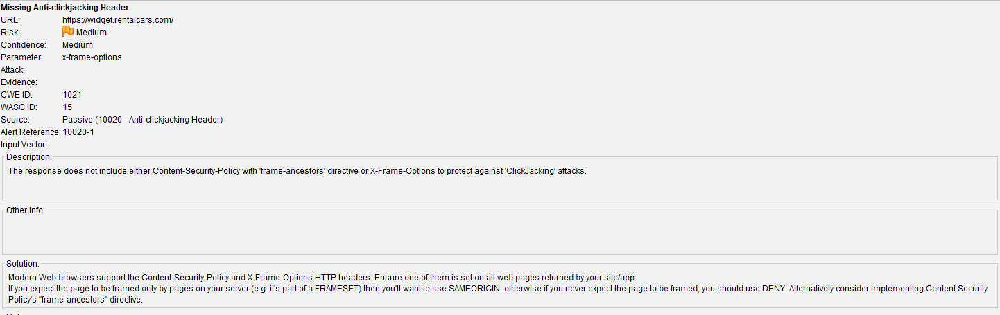 Missing Anti-clickjacking Header
URL: https://widget.rentalcars.com/
Risk: Medium
Confidence: Medium
Parameter: x-frame-options
Attack:
Evidence:
CWE ID: 1021
WASC ID: 15
Source: Passive (10020 - Anti-clickjacking Header)
Alert Reference: 10020-1
Input Vector:
Description:
The response does not include either Content-Security-Policy with 'frame-ancestors' directive or X-Frame-Options to protect against 'ClickJacking' attacks.
Other Info:
Solution:
Modern Web browsers support the Content-Security-Policy and X-Frame-Options HTTP headers. Ensure one of them is set on all web pages returned by your site/app.
If you expect the page to be framed only by pages on your server (e.g. it's part of a FRAMESET) then you'll want to use SAMEORIGIN, otherwise if you never expect the page to be framed, you should use DENY. Alternatively consider implementing Content Security
Policy's "frame-ancestors" directive.